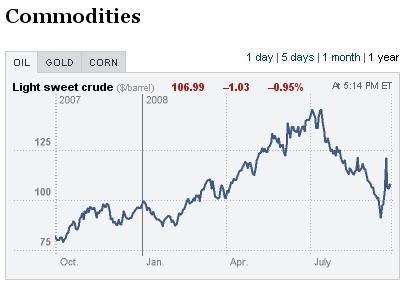 Commodities
1 day | 5 days | 1 month | 1 year
OIL GOLD CORN
Light sweet crude ($/barrel) 106.99 –1.03 –0.95% At 5:14 PM ET
2007 2008
125
100
75
Oct. Jan. Apr. July